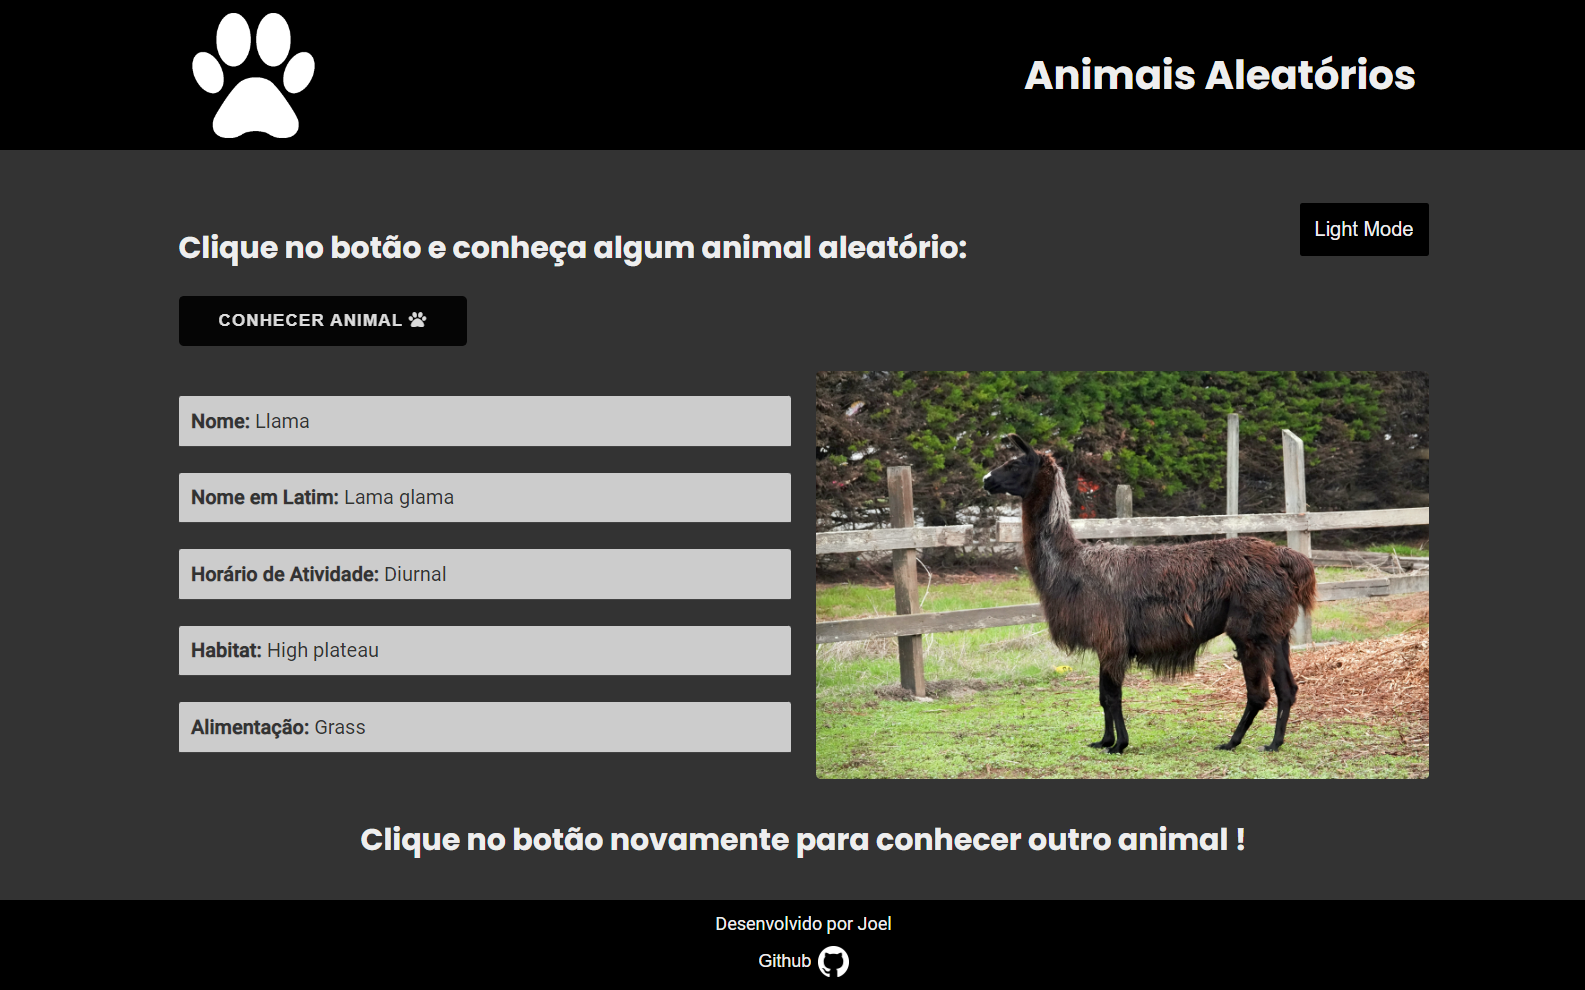 Animais Aleatórios
Light Mode
Clique no botão e conheça algum animal aleatório:
CONHECER ANIMAL
Nome: Llama
Nome em Latim: Lama glama
Horário de Atividade: Diurnal
Habitat: High plateau
Alimentação: Grass
Clique no botão novamente para conhecer outro animal !
Desenvolvido por Joel
Github